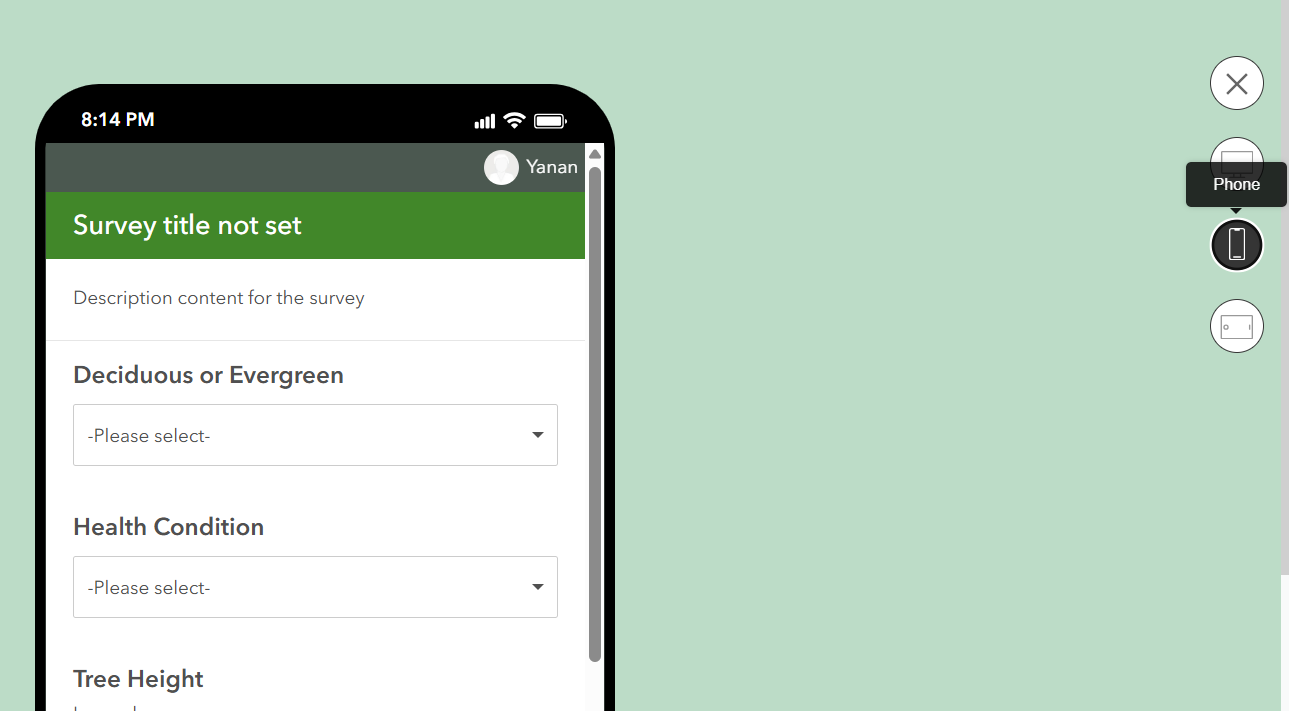 8:14 PM
Yanan
Phone
Survey title not set
Description content for the survey
Deciduous or Evergreen
-Please select-
Health Condition
-Please select-
Tree Height